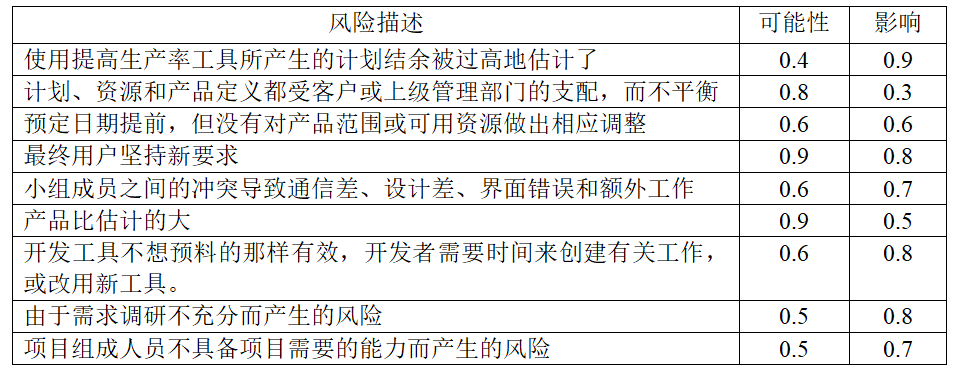 风险描述 可能性 影响
使用提高生产率工具所产生的计划结余被过高地估计了 0.4 0.9
计划、资源和产品定义都受客户或上级管理部门的支配，而不平衡 0.8 0.3
预定日期提前，但没有对产品范围或可用资源做出相应调整 0.6 0.6
最终用户坚持新要求 0.9 0.8
小组成员之间的冲突导致通信差、设计差、界面错误和额外工作 0.6 0.7
产品比估计的大 0.9 0.5
开发工具不想预料的那样有效，开发者需要时间来创建有关工作， 0.6 0.8
或改用新工具。
由于需求调研不充分而产生的风险 0.5 0.8
项目组成人员不具备项目需要的能力而产生的风险 0.5 0.7